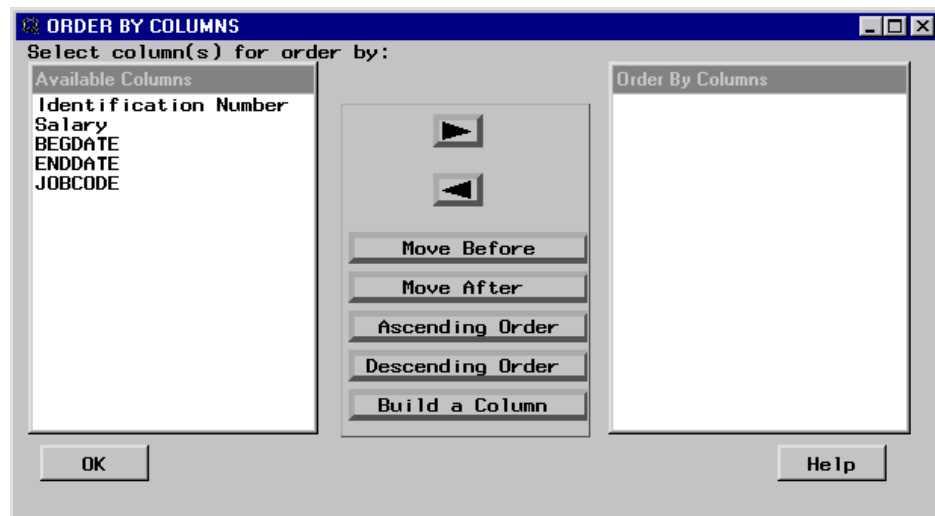 ORDER BY COLUMNS
Select column(s) for order by:
Available Columns
Identification Number
Salary
BEGDATE
ENDDATE
JOBCODE
Move Before
Move After
Ascending Order
Descending Order
Build a Column
Order By Columns
OK
Help